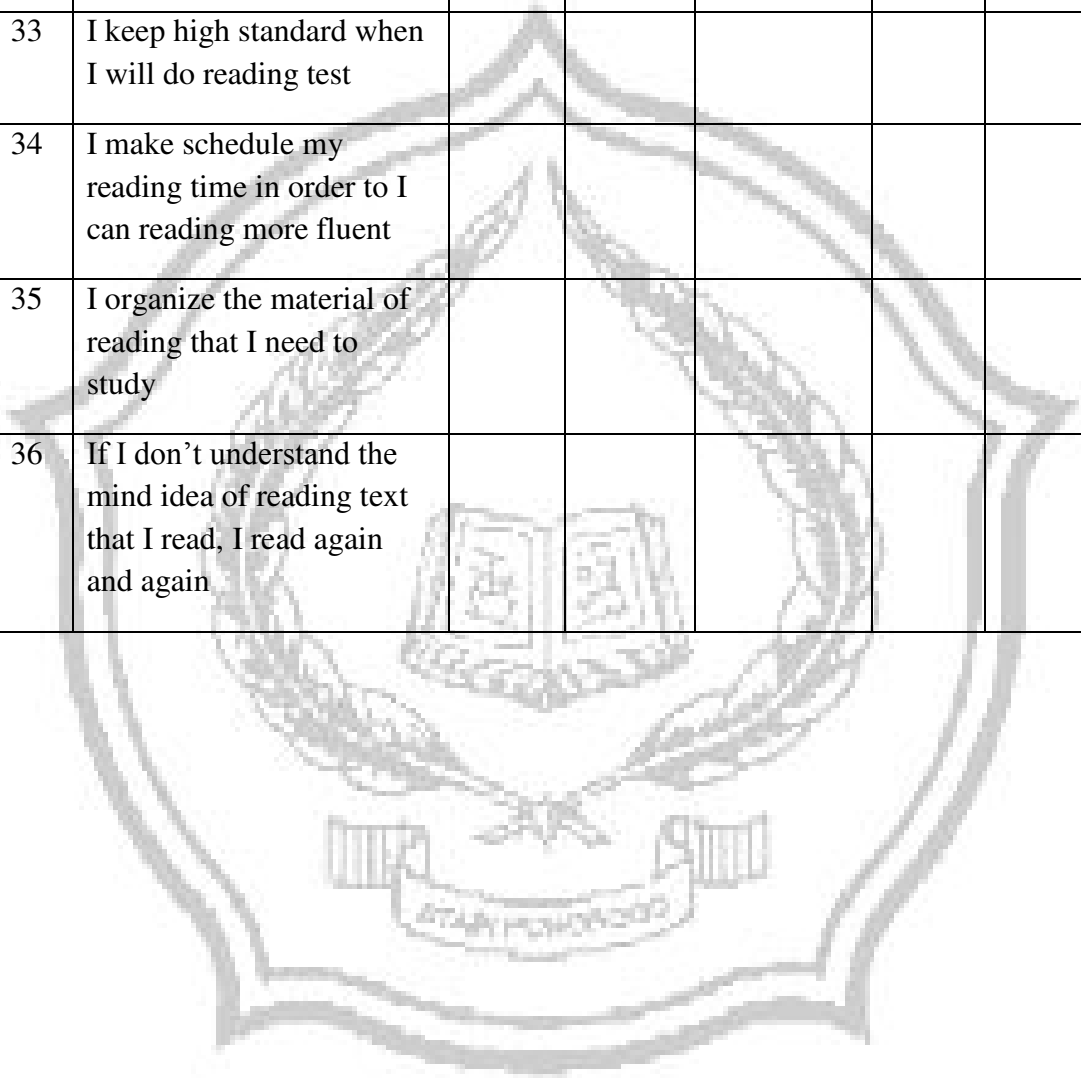 33 I keep high standard when
I will do reading test
34 I make schedule my
reading time in order to I
can reading more fluent
35 I organize the material of
reading that I need to
study
36 If I don’t understand the
mind idea of reading text
that I read, I read again
and again
STAIN PONOROGO